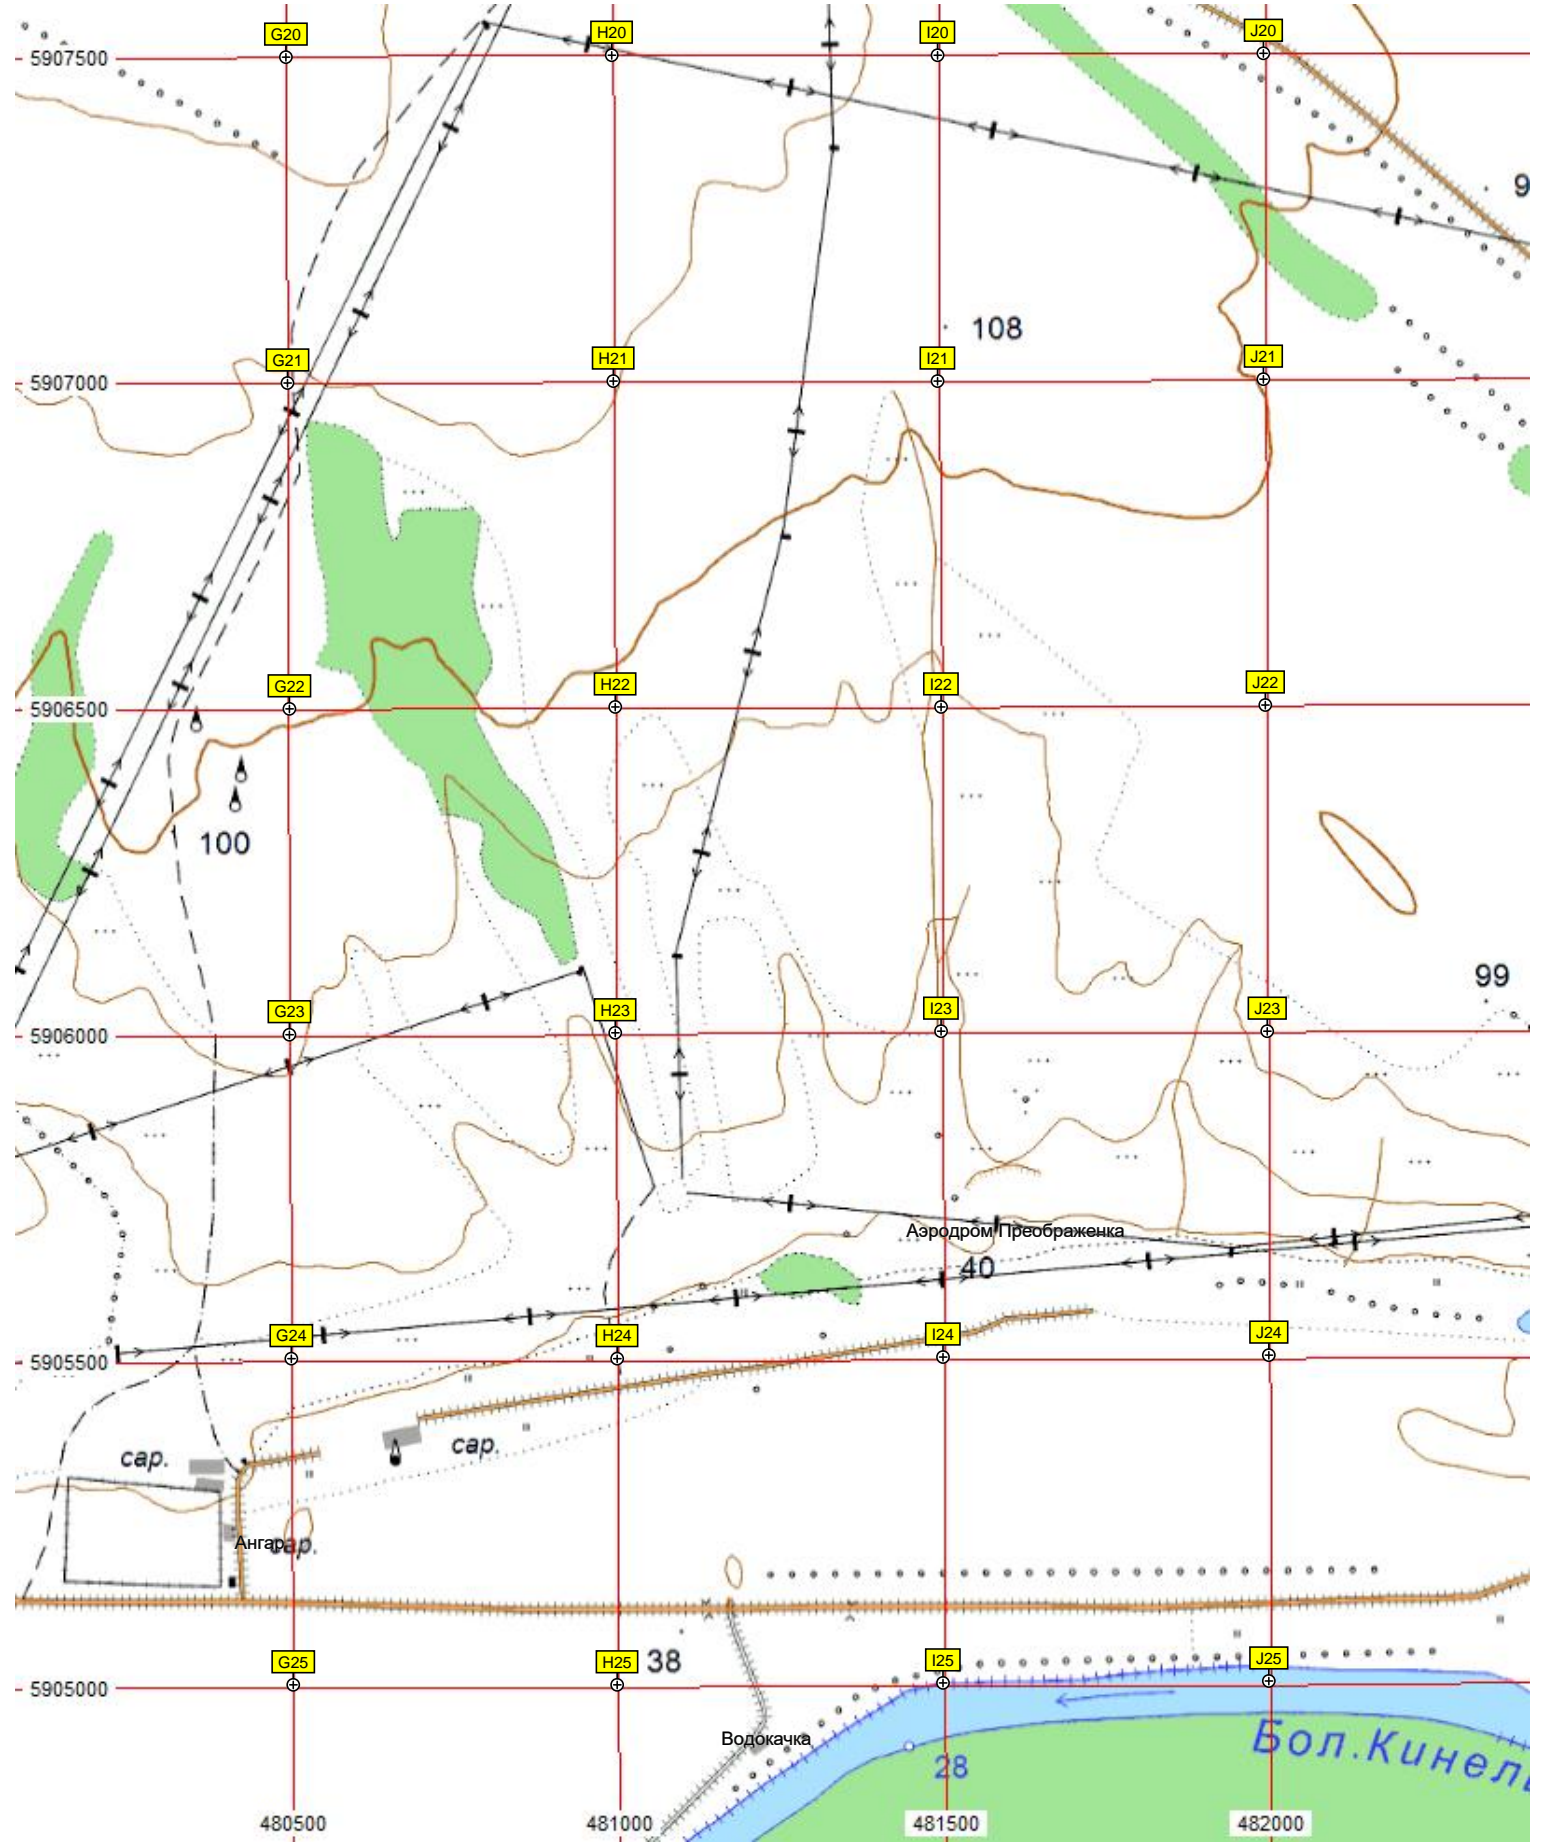 G20 H20 I20 J20
5907500
9
108
G21 H21 I21 J21
5907000
G22 H22 I22 J22
5906500
100
99
G23 H23 I23 J23
5906000
Аэродром Преображенка
40
G24 H24 I24 J24
5905500
сар. сар.
Ангар сар.
G25 H25 38 I25 J25
5905000
Водокачка
Бол.Кинель
28
480500 481000 481500 482000